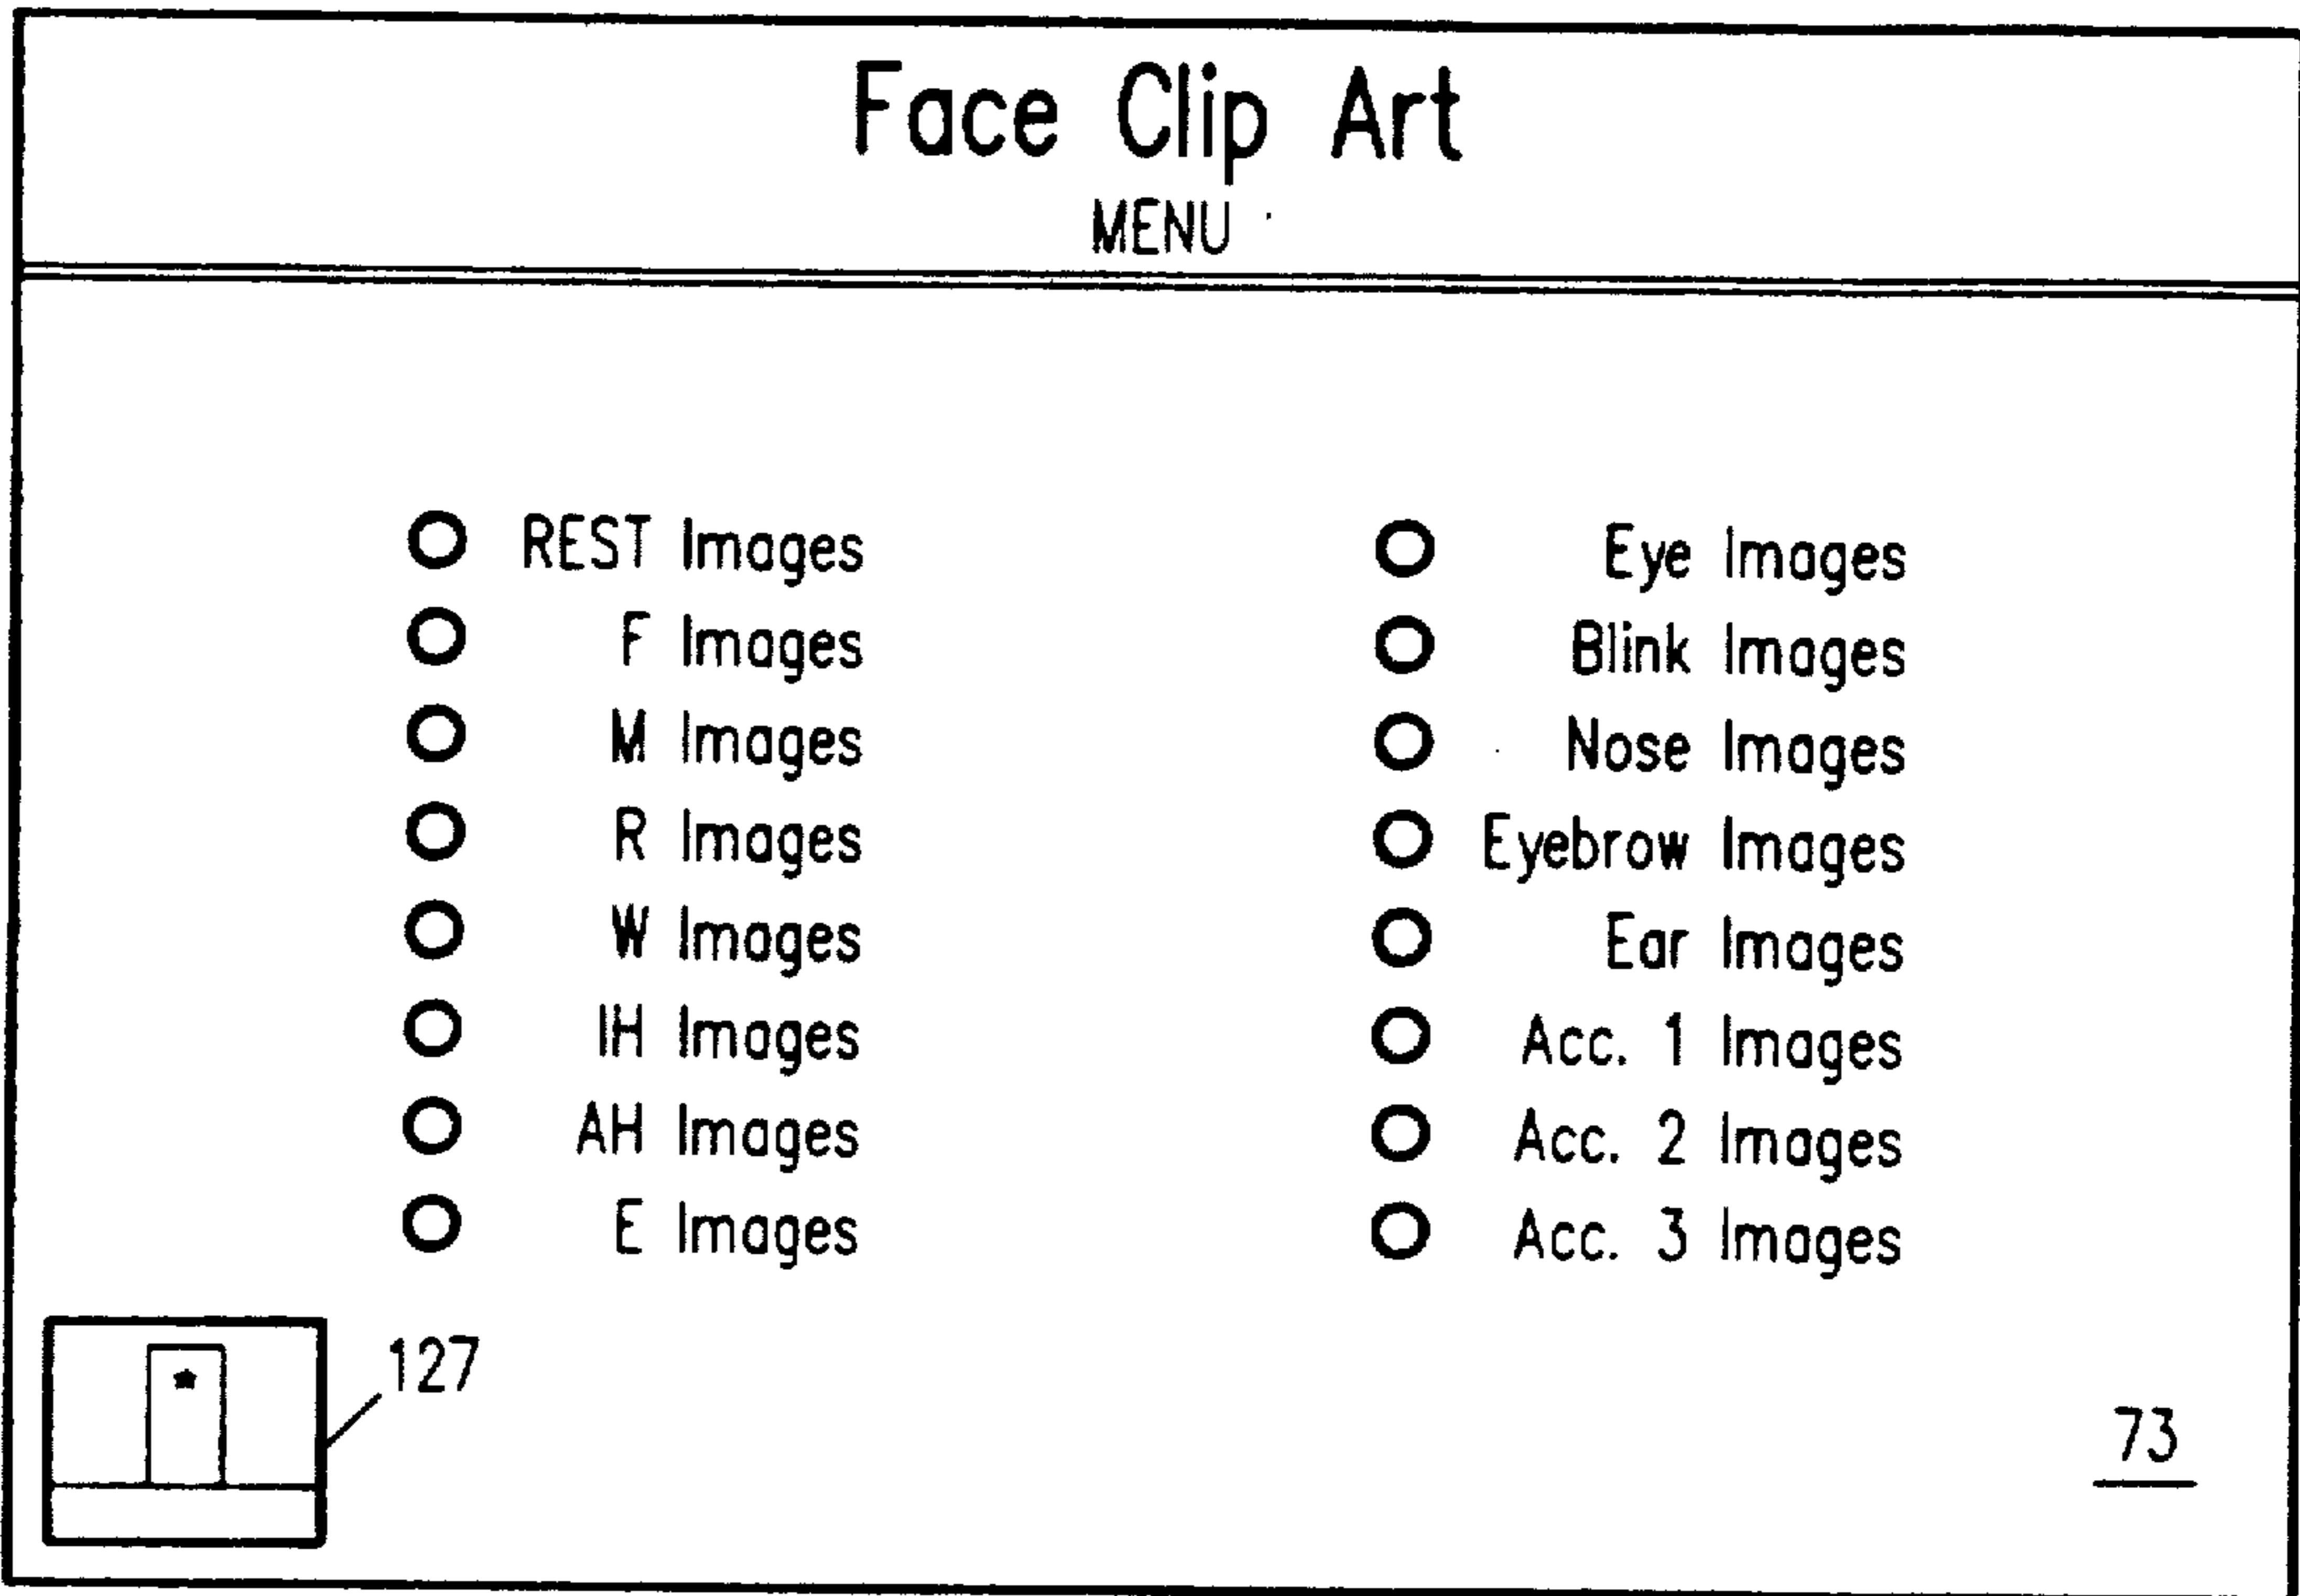 Face Clip Art
MENU
REST Images
F Images
M Images
R Images
W Images
IH Images
AH Images
E Images
Eye Images
Blink Images
Nose Images
Eyebrow Images
Ear Images
Acc. 1 Images
Acc. 2 Images
Acc. 3 Images
127
73